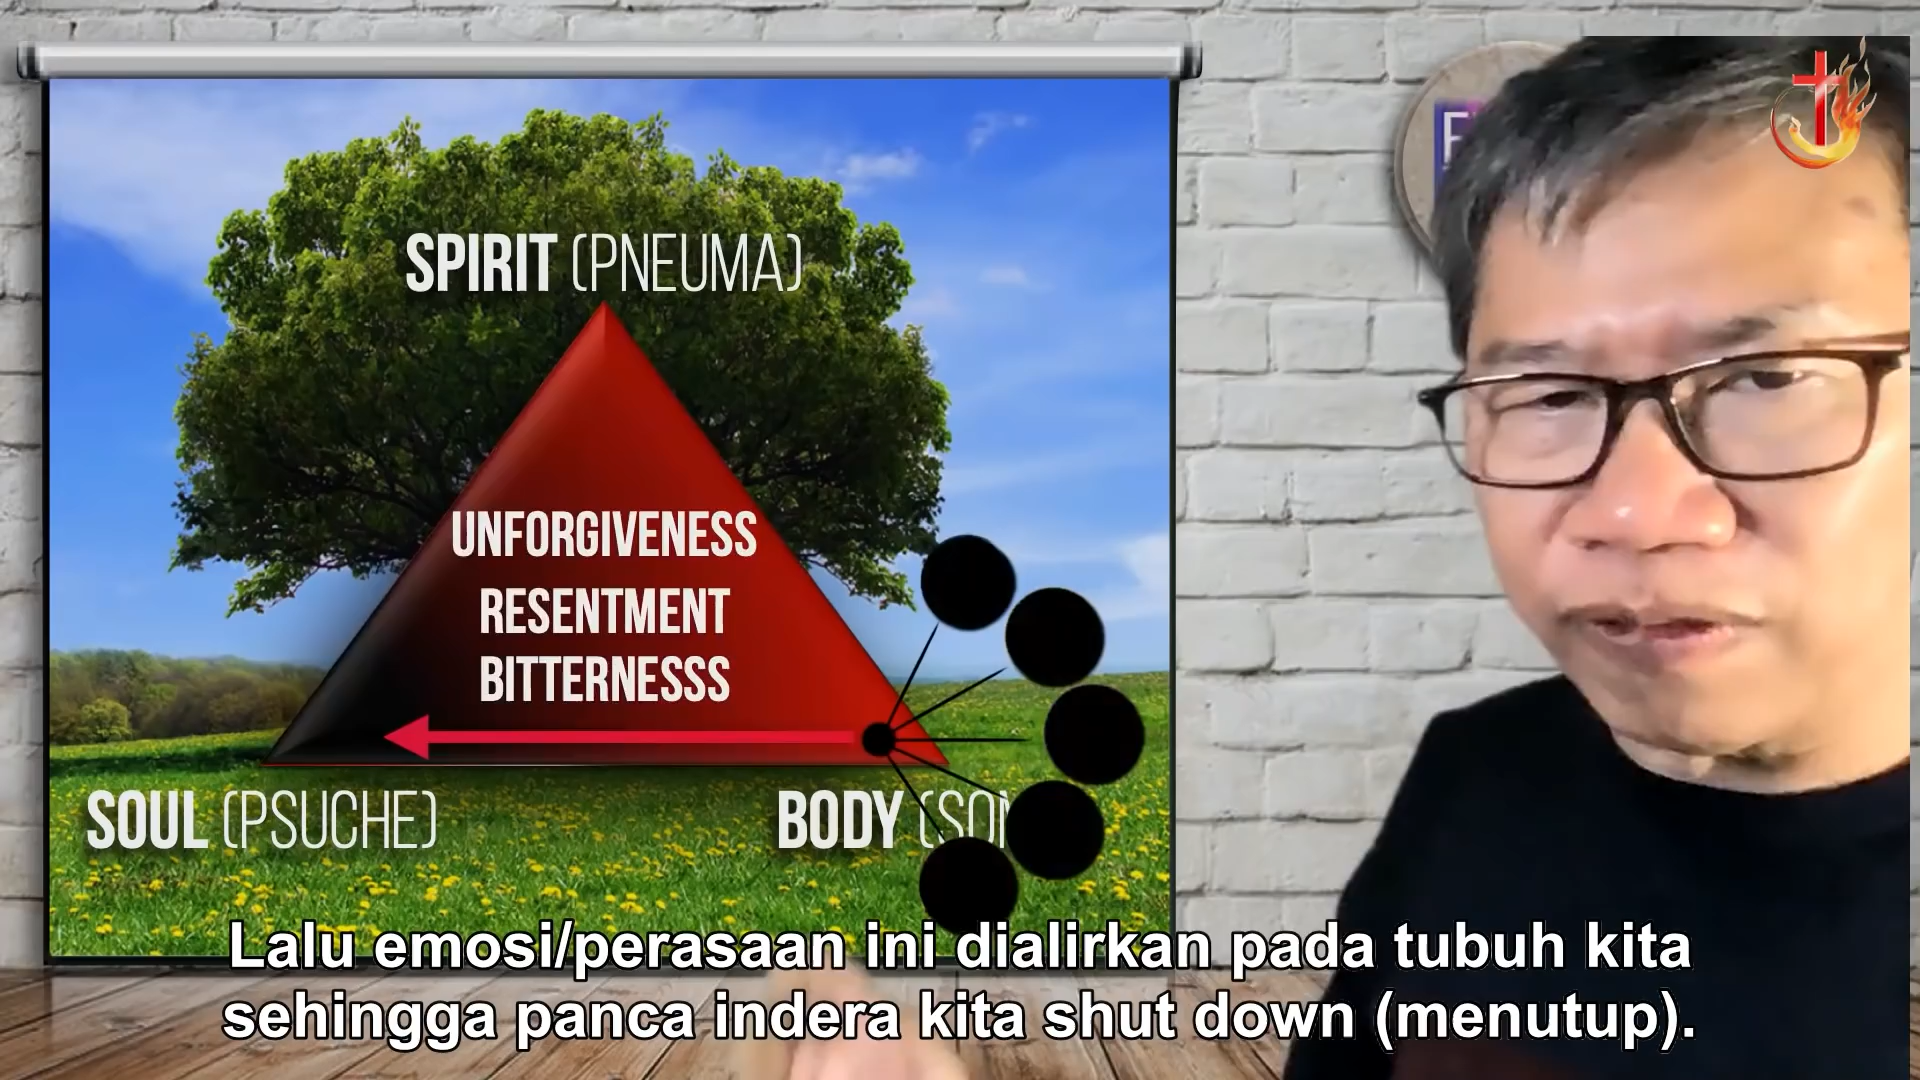 SPIRIT (PNEUMA)
UNFORGIVENESS
RESENTMENT
BITTERNESSS
SOUL (PSUCHE)
BODY
Lalu emosi/perasaan ini dialirkan pada tubuh kita
sehingga panca indera kita shut down (menutup).